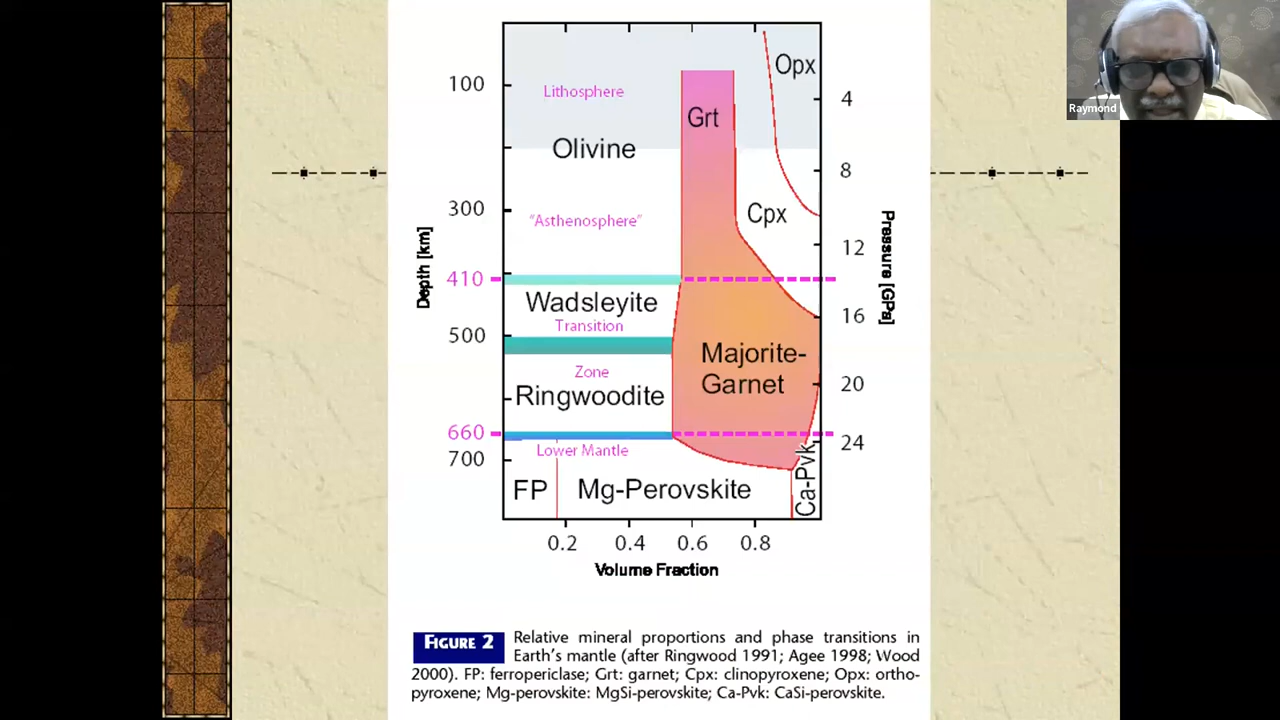 Raymond
Opx
100
Lithosphere
4
Grt
Olivine
8
300
Cpx
"Asthenosphere"
12
Depth [km]
Pressure [GPa]
410
Wadsleyite
16
Transition
500
Majorite-
Garnet
Zone
20
Ringwoodite
660
24
Lower Mantle
700
FP
Mg-Perovskite
Ca-Pvk
0.2 0.4 0.6 0.8
Volume Fraction
FIGURE 2 Relative mineral proportions and phase transitions in
Earth's mantle (after Ringwood 1991; Agee 1998; Wood
2000). FP: ferropericlase; Grt: garnet; Cpx: clinopyroxene; Opx: ortho-
pyroxene; Mg-perovskite: MgSi-perovskite; Ca-Pvk: CaSi-perovskite.